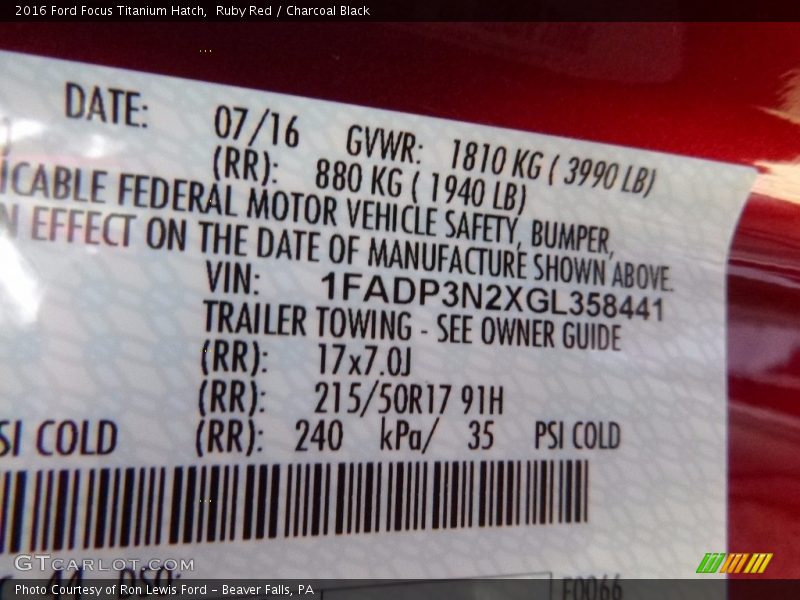 2016 Ford Focus Titanium Hatch,  Ruby Red / Charcoal Black
DATE: 07/16 GVWR: 1810 KG ( 3990 LB)
(RR): 880 KG ( 1940 LB)
ICABLE FEDERAL MOTOR VEHICLE SAFETY, BUMPER,
N EFFECT ON THE DATE OF MANUFACTURE SHOWN ABOVE.
VIN: 1FADP3N2XGL358441
TRAILER TOWING - SEE OWNER GUIDE
(RR): 17x7.0J
(RR): 215/50R17 91H
SI COLD (RR): 240 kPa/ 35 PSI COLD
GTcarlot.com
Photo Courtesy of Ron Lewis Ford - Beaver Falls, PA